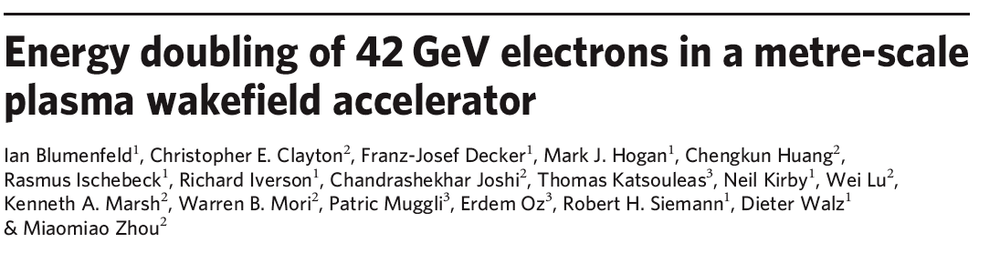 Energy doubling of 42 GeV electrons in a metre-scale
plasma wakefield accelerator
Ian Blumenfeld¹, Christopher E. Clayton², Franz-Josef Decker¹, Mark J. Hogan¹, Chengkun Huang²,
Rasmus Ischebeck¹, Richard Iverson¹, Chandrashekhar Joshi², Thomas Katsouleas³, Neil Kirby¹, Wei Lu²,
Kenneth A. Marsh², Warren B. Mori², Patric Muggli³, Erdem Oz³, Robert H. Siemann¹, Dieter Walz¹
& Miaomiao Zhou²